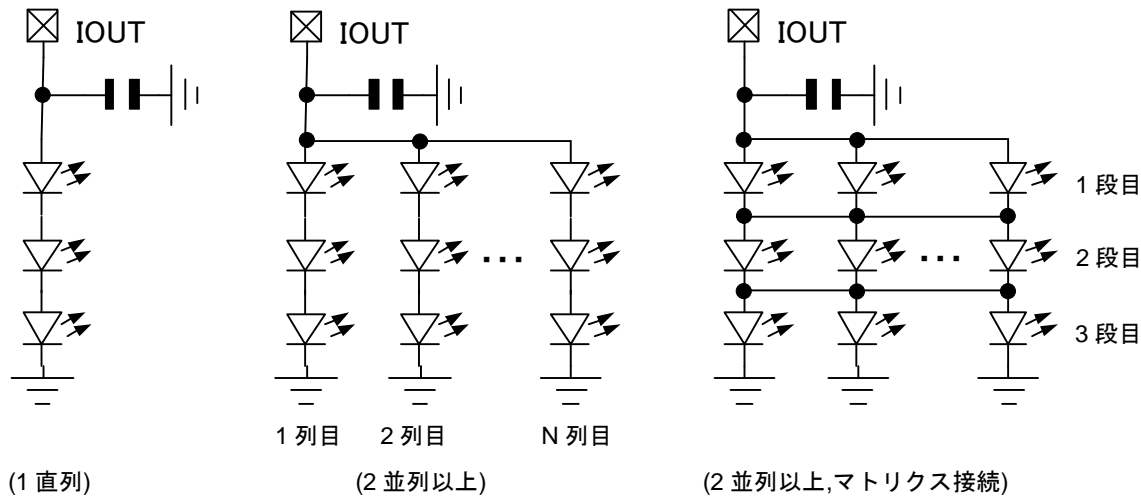 IOUT
IOUT
IOUT
1 段目
2 段目
3 段目
1 列目 2 列目 N 列目
(1 直列)
(2 並列以上)
(2 並列以上,マトリクス接続)